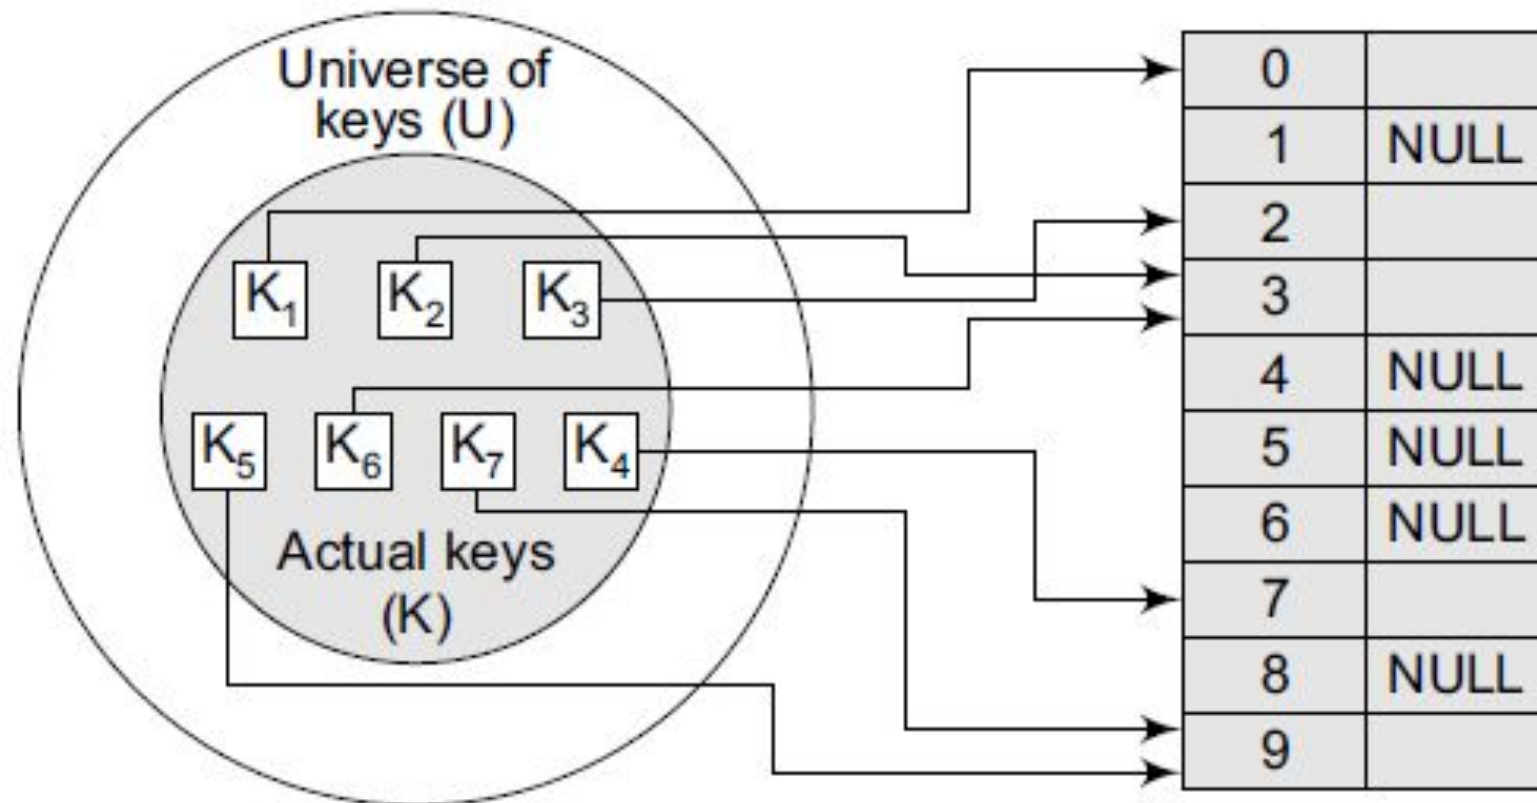 Universe of
keys (U)
K₁ K₂ K₃
K₅ K₆ K₇ K₄
Actual keys
(K)
0
1 NULL
2
3
4 NULL
5 NULL
6 NULL
7
8 NULL
9